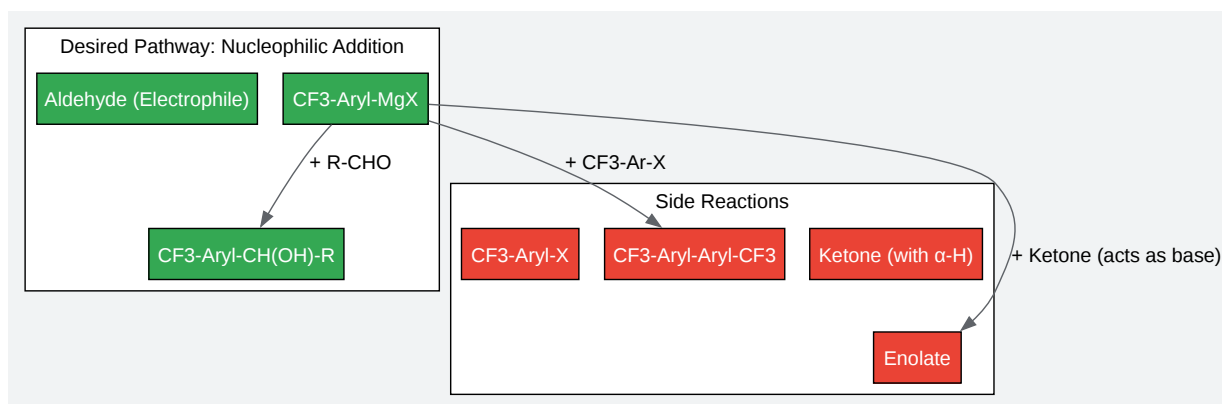 Desired Pathway: Nucleophilic Addition
Aldehyde (Electrophile)
CF3-Aryl-MgX
+ R-CHO
+ CF3-Ar-X
Side Reactions
CF3-Aryl-CH(OH)-R
CF3-Aryl-X
CF3-Aryl-Aryl-CF3
Ketone (with α-H)
+ Ketone (acts as base)
Enolate